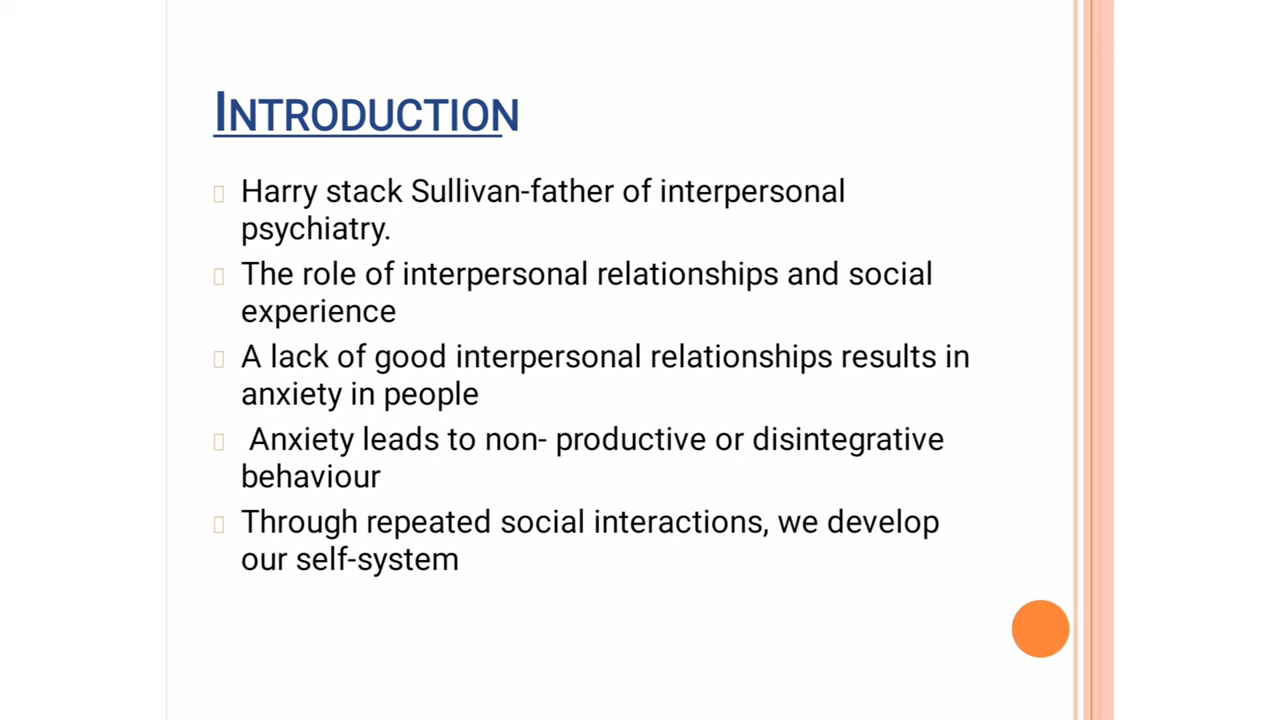 INTRODUCTION
Harry stack Sullivan-father of interpersonal
psychiatry.
The role of interpersonal relationships and social
experience
A lack of good interpersonal relationships results in
anxiety in people
Anxiety leads to non- productive or disintegrative
behaviour
Through repeated social interactions, we develop
our self-system